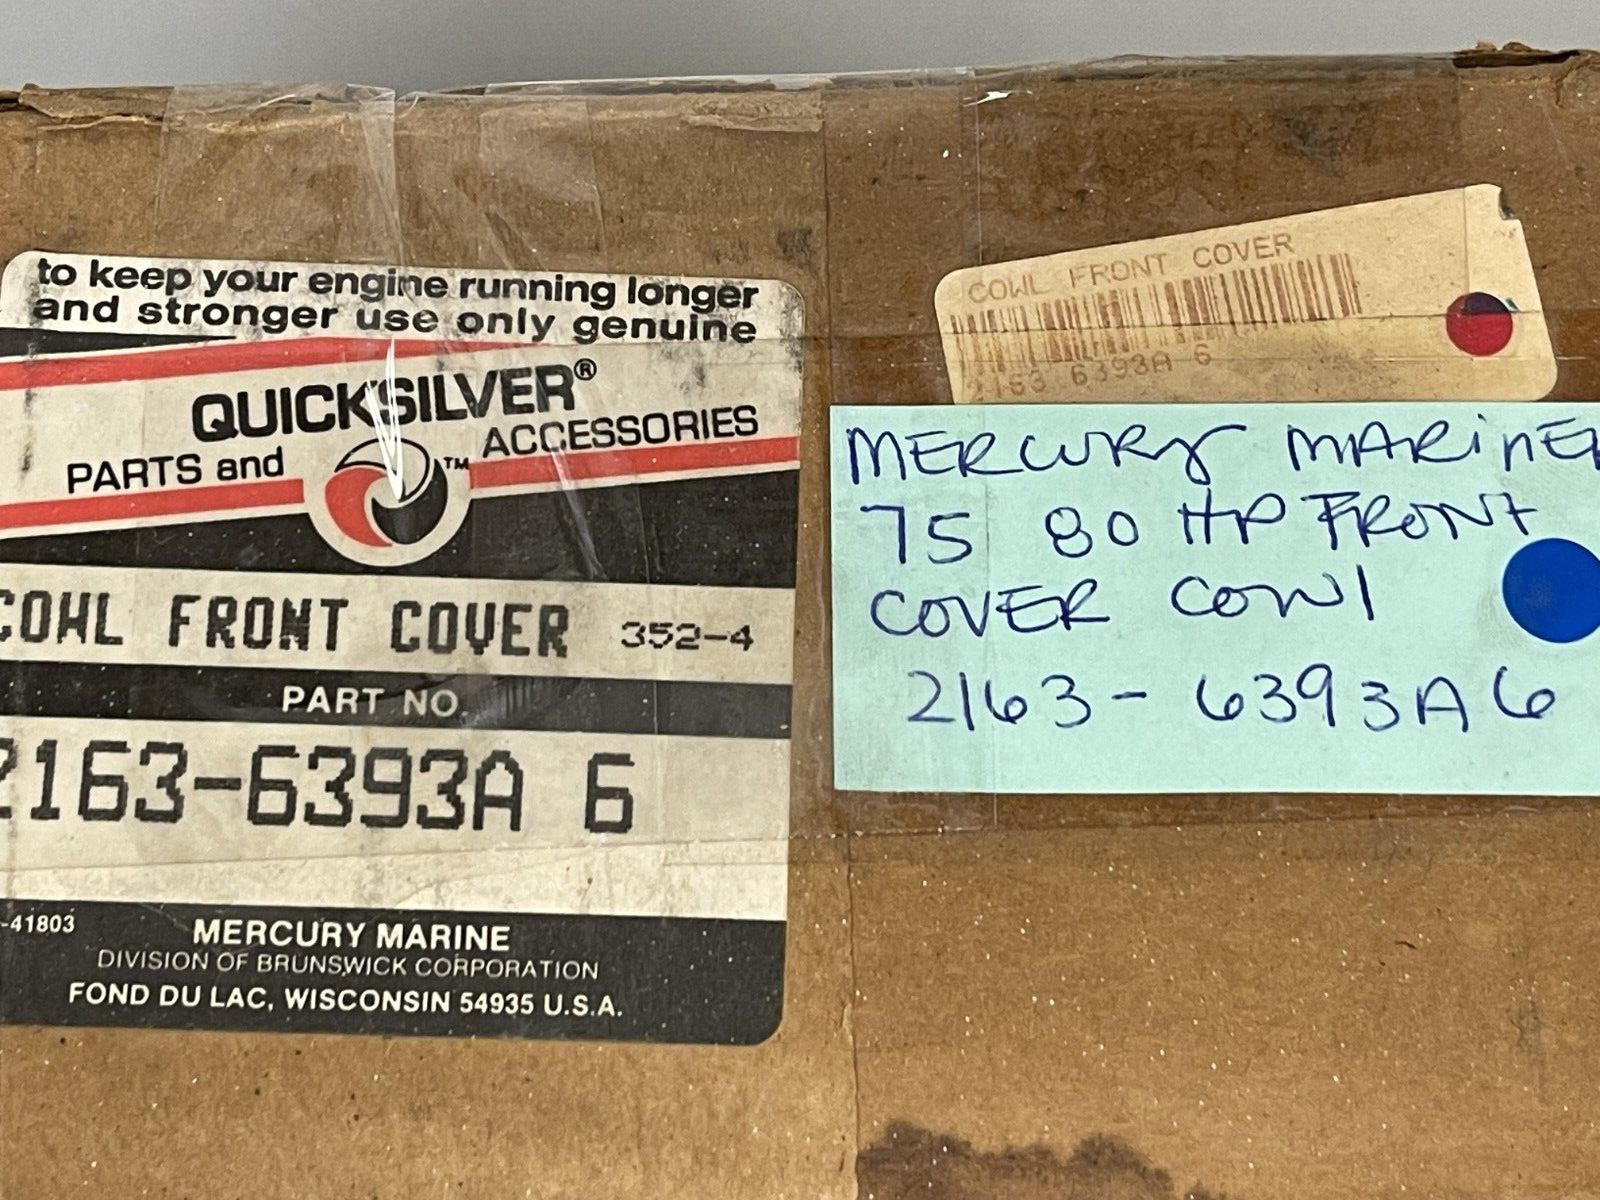 to keep your engine running longer
and stronger use only genuine
QUICKSILVER®
PARTS and ACCESSORIES
™
COWL FRONT COVER 352-4
PART NO.
2163-6393A 6
-41803
MERCURY MARINE
DIVISION OF BRUNSWICK CORPORATION
FOND DU LAC, WISCONSIN 54935 U.S.A.
COWL FRONT COVER
2163 6393A 6
MERCURY MARINER
75 80 HP FRONT
COVER COWl
2163-6393A6